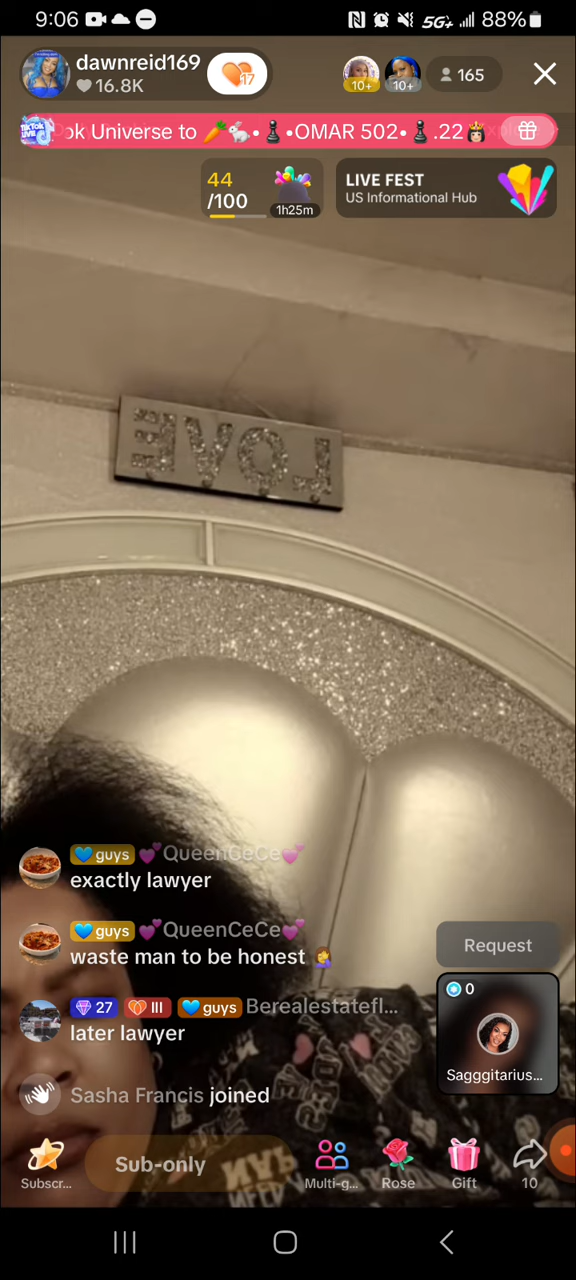 9:06
5G+
88%
dawnreid169
16.8K
17
10+
10+
165
TikTok LIVE
ok Universe to 🥕🐇•♟️•OMAR 502•♟️.22👸🏻
44
/100
1h25m
LIVE FEST
US Informational Hub
LOVE
💙 guys 💕QueenCeCe💕
exactly lawyer
💙 guys 💕QueenCeCe💕
waste man to be honest 🤷‍♀️
27 III 💙 guys Berealestatefl...
later lawyer
Sasha Francis joined
Request
0
Sagggitarius...
Sub-only
Subscr...
Multi-g...
Rose
Gift
10